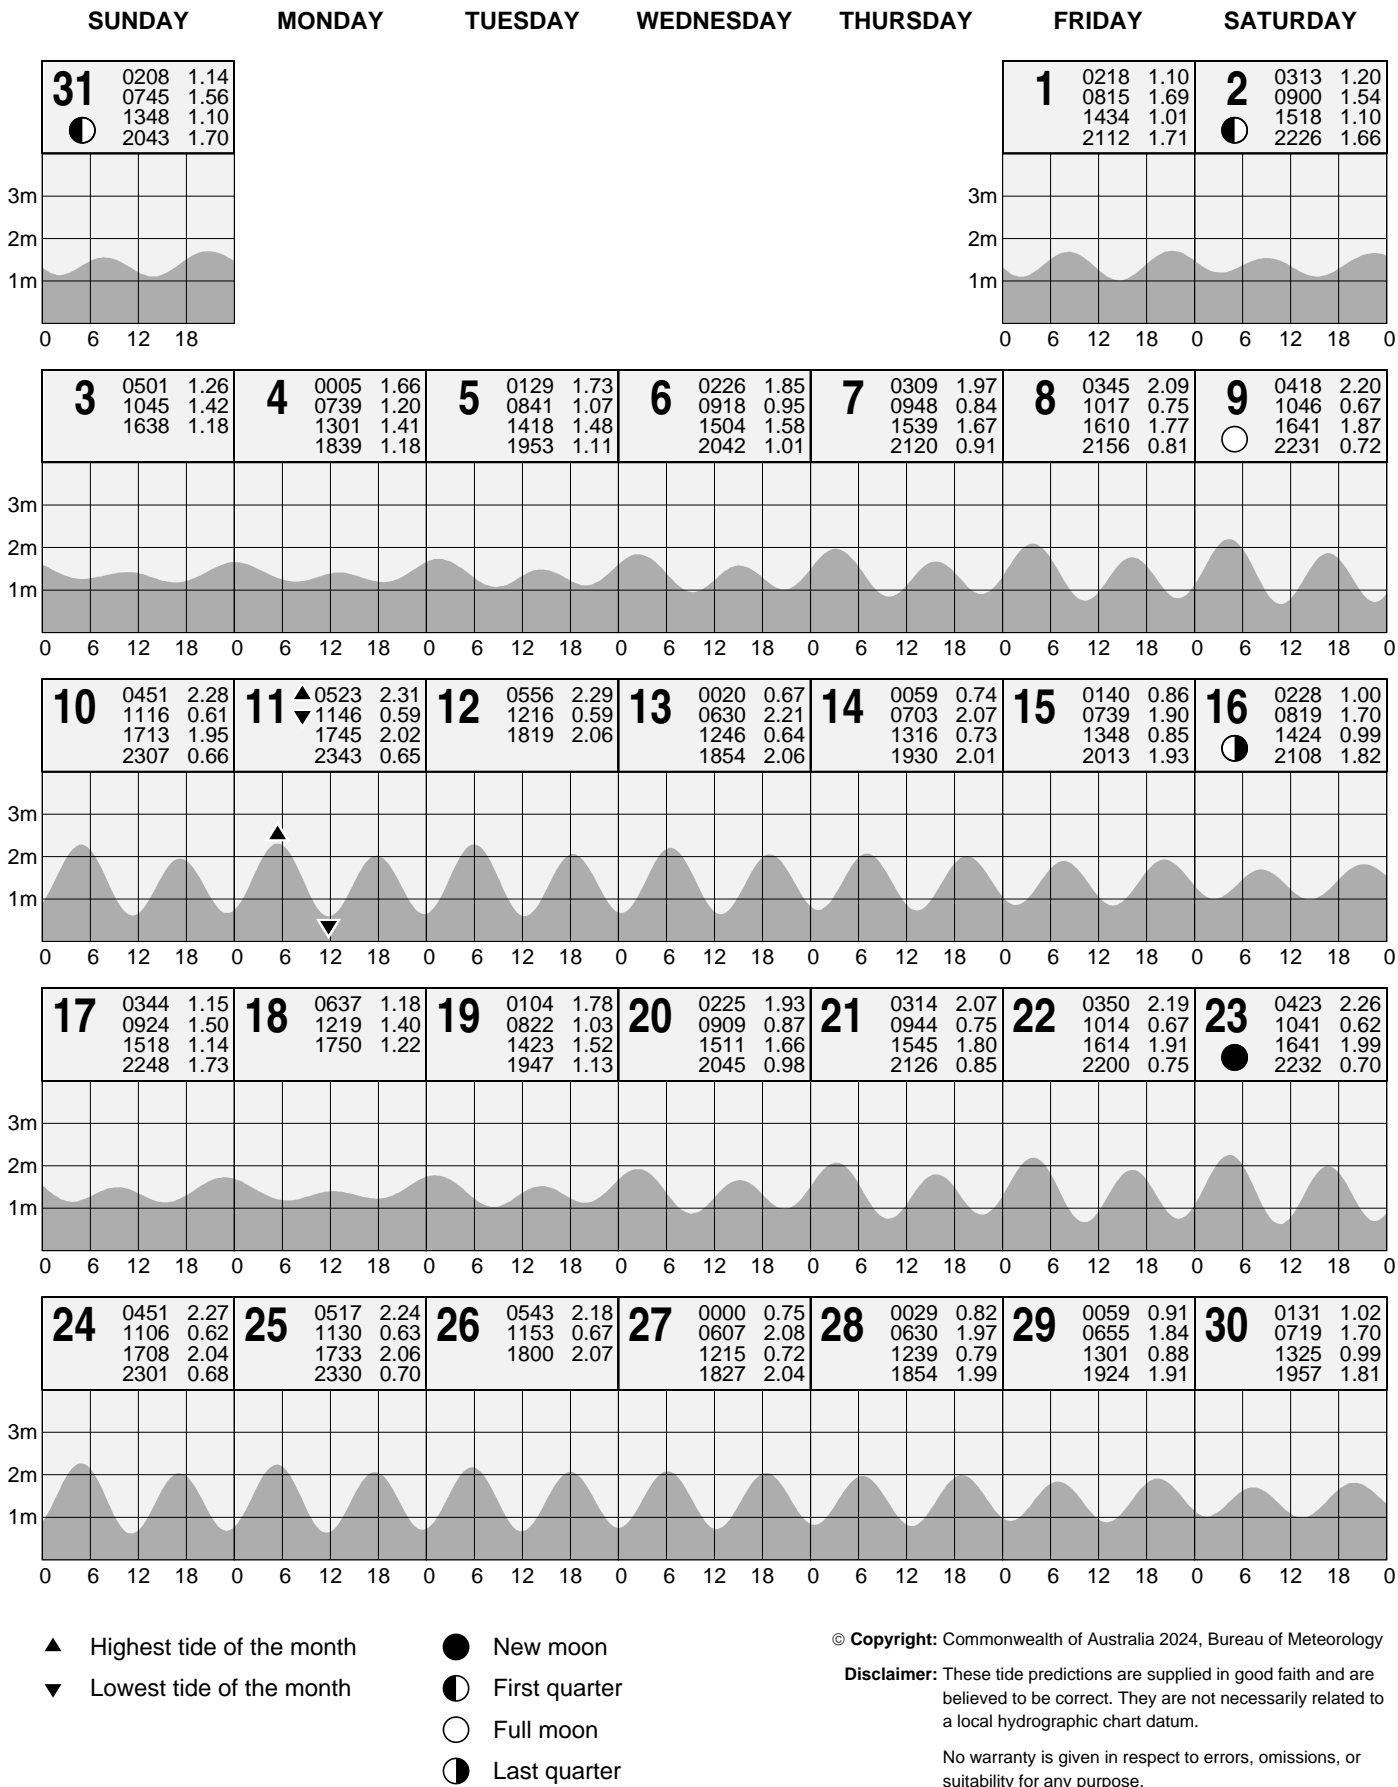 SUNDAY MONDAY TUESDAY WEDNESDAY THURSDAY FRIDAY SATURDAY
31 0208 1.14
0745 1.56
1348 1.10
2043 1.70
1 0218 1.10
0815 1.69
1434 1.01
2112 1.71
2 0313 1.20
0900 1.54
1518 1.10
2226 1.66
3m 3m
2m 2m
1m 1m
0 6 12 18 0 6 12 18 0 6 12 18 0
3 0501 1.26
1045 1.42
1638 1.18
4 0005 1.66
0739 1.20
1301 1.41
1839 1.18
5 0129 1.73
0841 1.07
1418 1.48
1953 1.11
6 0226 1.85
0918 0.95
1504 1.58
2042 1.01
7 0309 1.97
0948 0.84
1539 1.67
2120 0.91
8 0345 2.09
1017 0.75
1610 1.77
2156 0.81
9 0418 2.20
1046 0.67
1641 1.87
2231 0.72
3m
2m
1m
0 6 12 18 0 6 12 18 0 6 12 18 0 6 12 18 0 6 12 18 0 6 12 18 0 6 12 18 0
10 0451 2.28
1116 0.61
1713 1.95
2307 0.66
11 0523 2.31
1146 0.59
1745 2.02
2343 0.65
12 0556 2.29
1216 0.59
1819 2.06
13 0020 0.67
0630 2.21
1246 0.64
1854 2.06
14 0059 0.74
0703 2.07
1316 0.73
1930 2.01
15 0140 0.86
0739 1.90
1348 0.85
2013 1.93
16 0228 1.00
0819 1.70
1424 0.99
2108 1.82
3m
2m
1m
0 6 12 18 0 6 12 18 0 6 12 18 0 6 12 18 0 6 12 18 0 6 12 18 0 6 12 18 0
17 0344 1.15
0924 1.50
1518 1.14
2248 1.73
18 0637 1.18
1219 1.40
1750 1.22
19 0104 1.78
0822 1.03
1423 1.52
1947 1.13
20 0225 1.93
0909 0.87
1511 1.66
2045 0.98
21 0314 2.07
0944 0.75
1545 1.80
2126 0.85
22 0350 2.19
1014 0.67
1614 1.91
2200 0.75
23 0423 2.26
1041 0.62
1641 1.99
2232 0.70
3m
2m
1m
0 6 12 18 0 6 12 18 0 6 12 18 0 6 12 18 0 6 12 18 0 6 12 18 0 6 12 18 0
24 0451 2.27
1106 0.62
1708 2.04
2301 0.68
25 0517 2.24
1130 0.63
1733 2.06
2330 0.70
26 0543 2.18
1153 0.67
1800 2.07
27 0000 0.75
0607 2.08
1215 0.72
1827 2.04
28 0029 0.82
0630 1.97
1239 0.79
1854 1.99
29 0059 0.91
0655 1.84
1301 0.88
1924 1.91
30 0131 1.02
0719 1.70
1325 0.99
1957 1.81
3m
2m
1m
0 6 12 18 0 6 12 18 0 6 12 18 0 6 12 18 0 6 12 18 0 6 12 18 0 6 12 18 0
Highest tide of the month
Lowest tide of the month
New moon
First quarter
Full moon
Last quarter
© Copyright: Commonwealth of Australia 2024, Bureau of Meteorology
Disclaimer: These tide predictions are supplied in good faith and are
believed to be correct. They are not necessarily related to
a local hydrographic chart datum.
No warranty is given in respect to errors, omissions, or
suitability for any purpose.